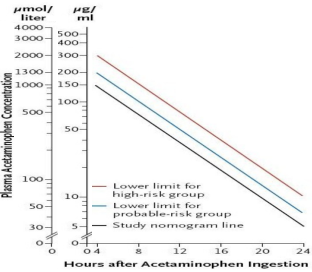 μmol/ μg/
liter ml
4000
3000
2000
1300
1000
500
100
50
30
0
500
400
300
200
150
100
50
10
5
0
Plasma Acetaminophen Concentration
Lower limit for
high-risk group
Lower limit for
probable-risk group
Study nomogram line
0 4 8 12 16 20 24
Hours after Acetaminophen Ingestion